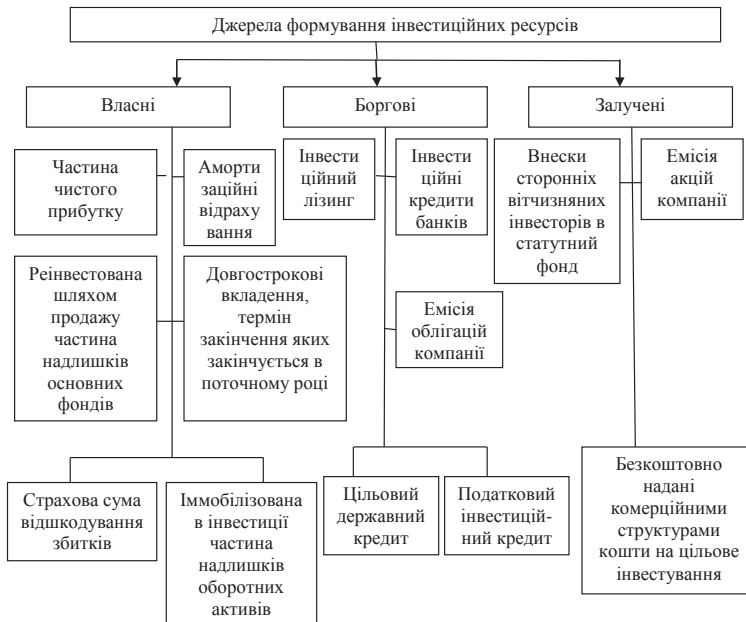 Джерела формування інвестиційних ресурсів
Власні
Боргові
Залучені
Частина
чистого
прибутку
Аморти
заційні
відраху
вання
Інвести
ційний
лізинг
Інвести
ційні
кредити
банків
Внески
сторонніх
вітчизняних
інвесторів в
статутний
фонд
Емісія
акцій
компанії
Реінвестована
шляхом
продажу
частина
надлишків
основних
фондів
Довгострокові
вкладення,
термін
закінчення яких
закінчується в
поточному році
Емісія
облігацій
компанії
Страхова сума
відшкодування
збитків
Іммобілізована
в інвестиції
частина
надлишків
оборотних
активів
Цільовий
державний
кредит
Податковий
інвестицій-
ний кредит
Безкоштовно
надані
комерційними
структурами
кошти на цільове
інвестування